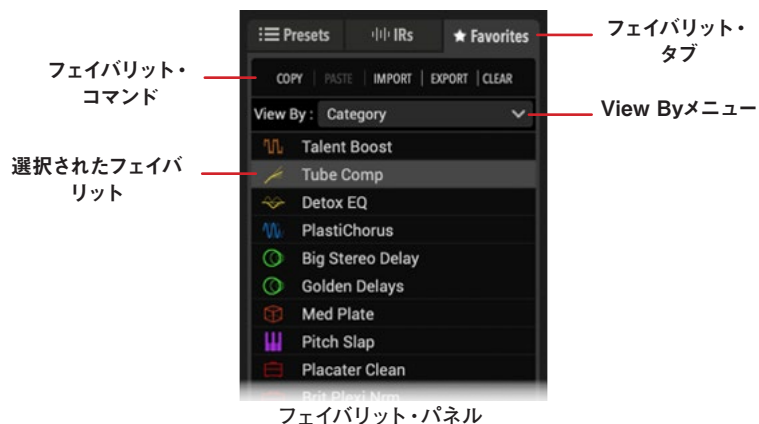 Presets
IRs
Favorites
フェイバリット・
タブ
フェイバリット・
コマンド
COPY | PASTE | IMPORT | EXPORT | CLEAR
View By : Category
View Byメニュー
Talent Boost
選択されたフェイバ
リット
Tube Comp
Detox EQ
PlastiChorus
Big Stereo Delay
Golden Delays
Med Plate
Pitch Slap
Placater Clean
Brit Plexi Nrm
フェイバリット・パネル